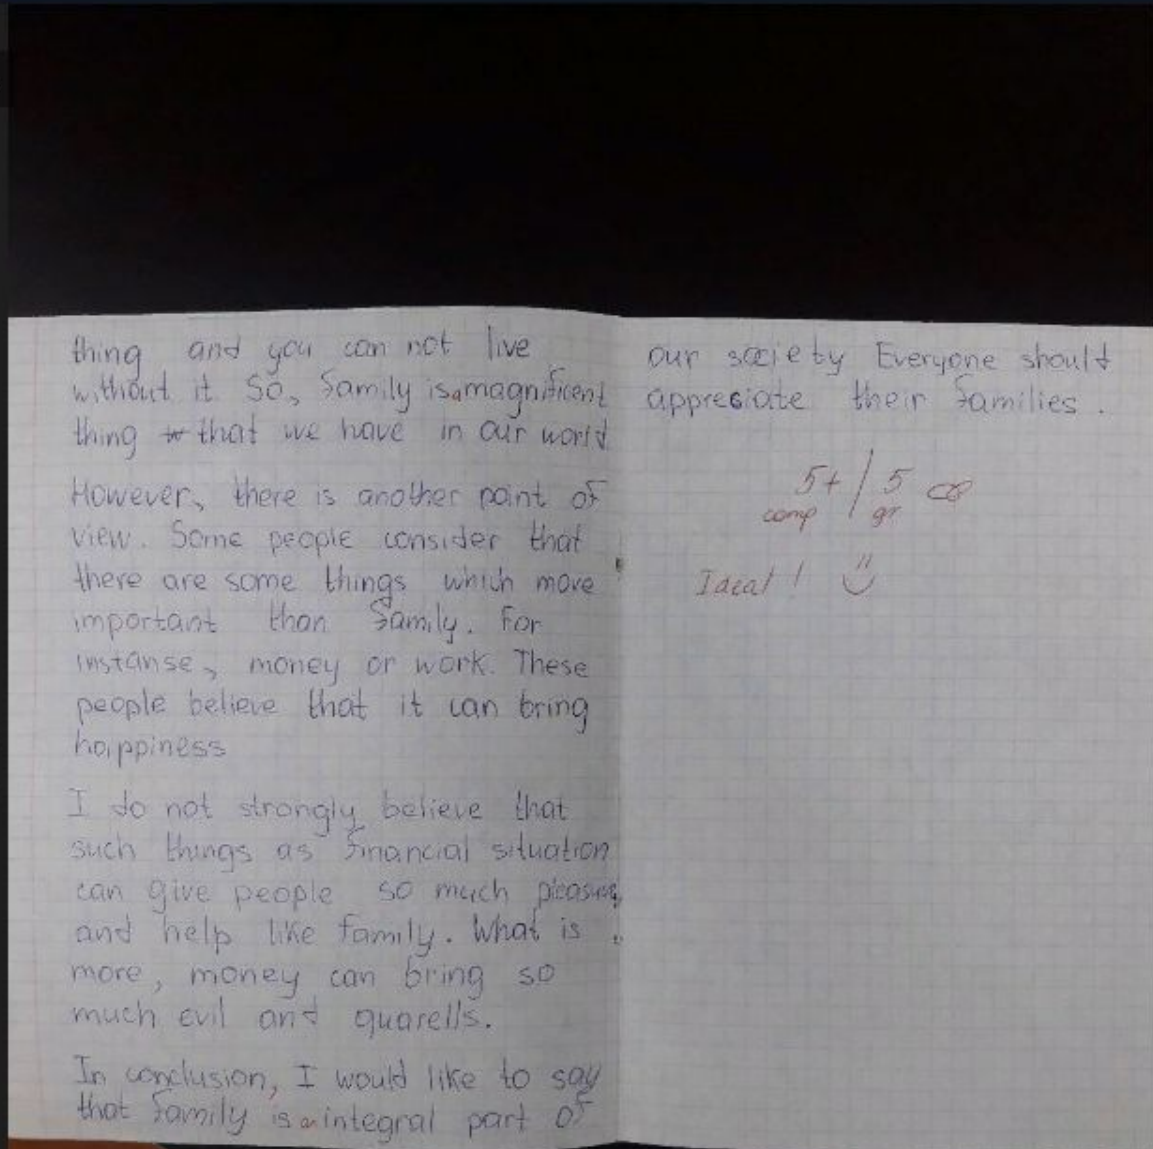 thing and you can not live
without it. So, family is a magnificent
thing that we have in our world
However, there is another point of
view. Some people consider that
there are some things which more
important than family. For
instanse, money or work. These
people believe that it can bring
happiness
I do not strongly believe that
such things as financial situation
can give people so much
and help like family. What is
more, money can bring so
much evil and quarells.
In conclusion, I would like to say
that family is an integral part of
our society Everyone should
appreciate their families.
5+ / 5
comp gr
Ideal!